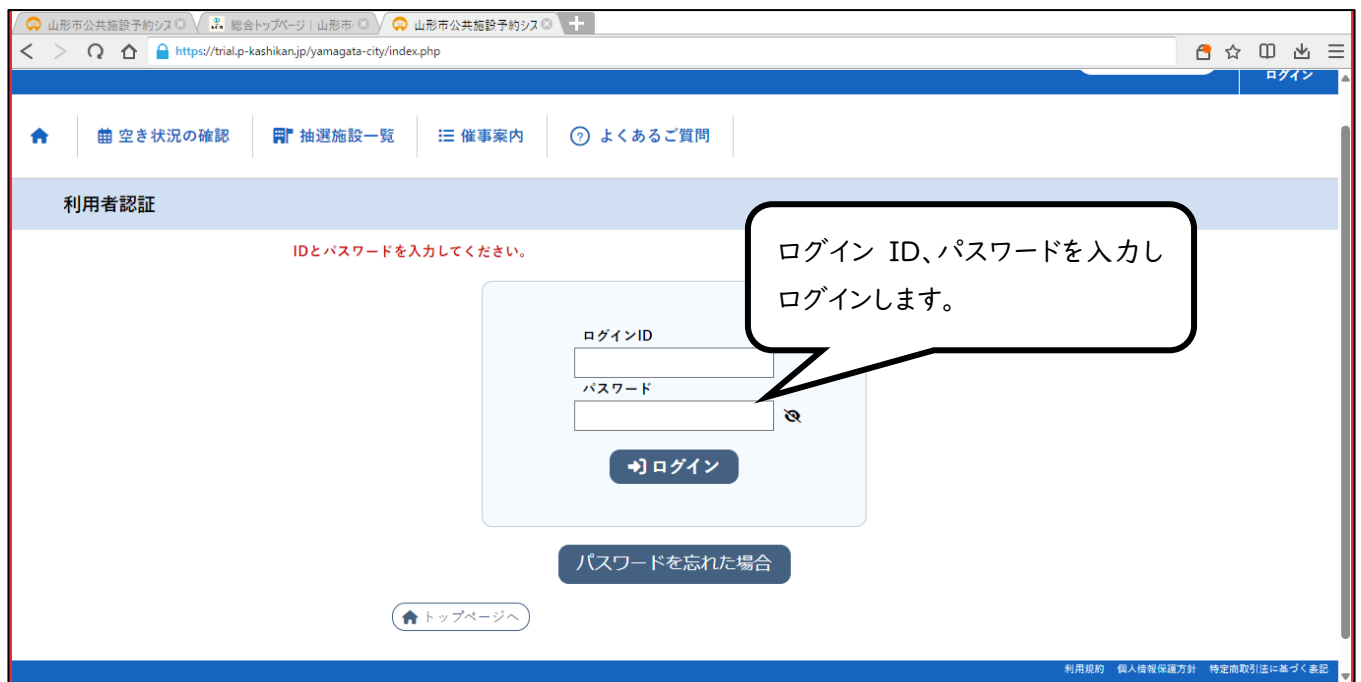 山形市公共施設予約シス
総合トップページ | 山形市
山形市公共施設予約シス
https://trial.p-kashikan.jp/yamagata-city/index.php
ログイン
空き状況の確認
抽選施設一覧
催事案内
よくあるご質問
利用者認証
IDとパスワードを入力してください。
ログイン ID、パスワードを入力し
ログインします。
ログインID
パスワード
ログイン
パスワードを忘れた場合
トップページへ
利用規約 個人情報保護方針 特定商取引法に基づく表記